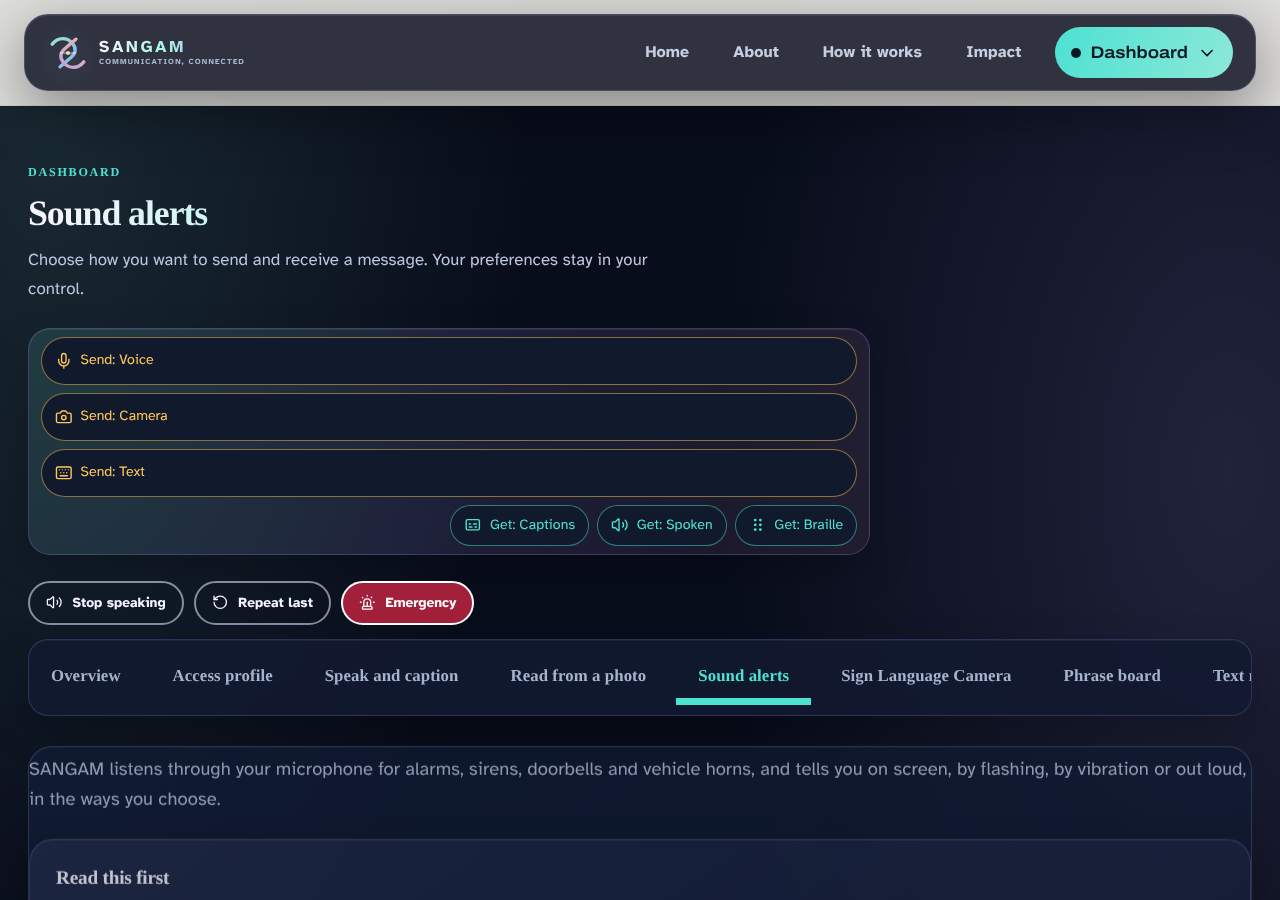 SANGAM
COMMUNICATION, CONNECTED
Home
About
How it works
Impact
Dashboard
DASHBOARD
Sound alerts
Choose how you want to send and receive a message. Your preferences stay in your
control.
Send: Voice
Send: Camera
Send: Text
Get: Captions
Get: Spoken
Get: Braille
Stop speaking
Repeat last
Emergency
Overview
Access profile
Speak and caption
Read from a photo
Sound alerts
Sign Language Camera
Phrase board
Text
SANGAM listens through your microphone for alarms, sirens, doorbells and vehicle horns, and tells you on screen, by flashing, by vibration or out loud,
in the ways you choose.
Read this first